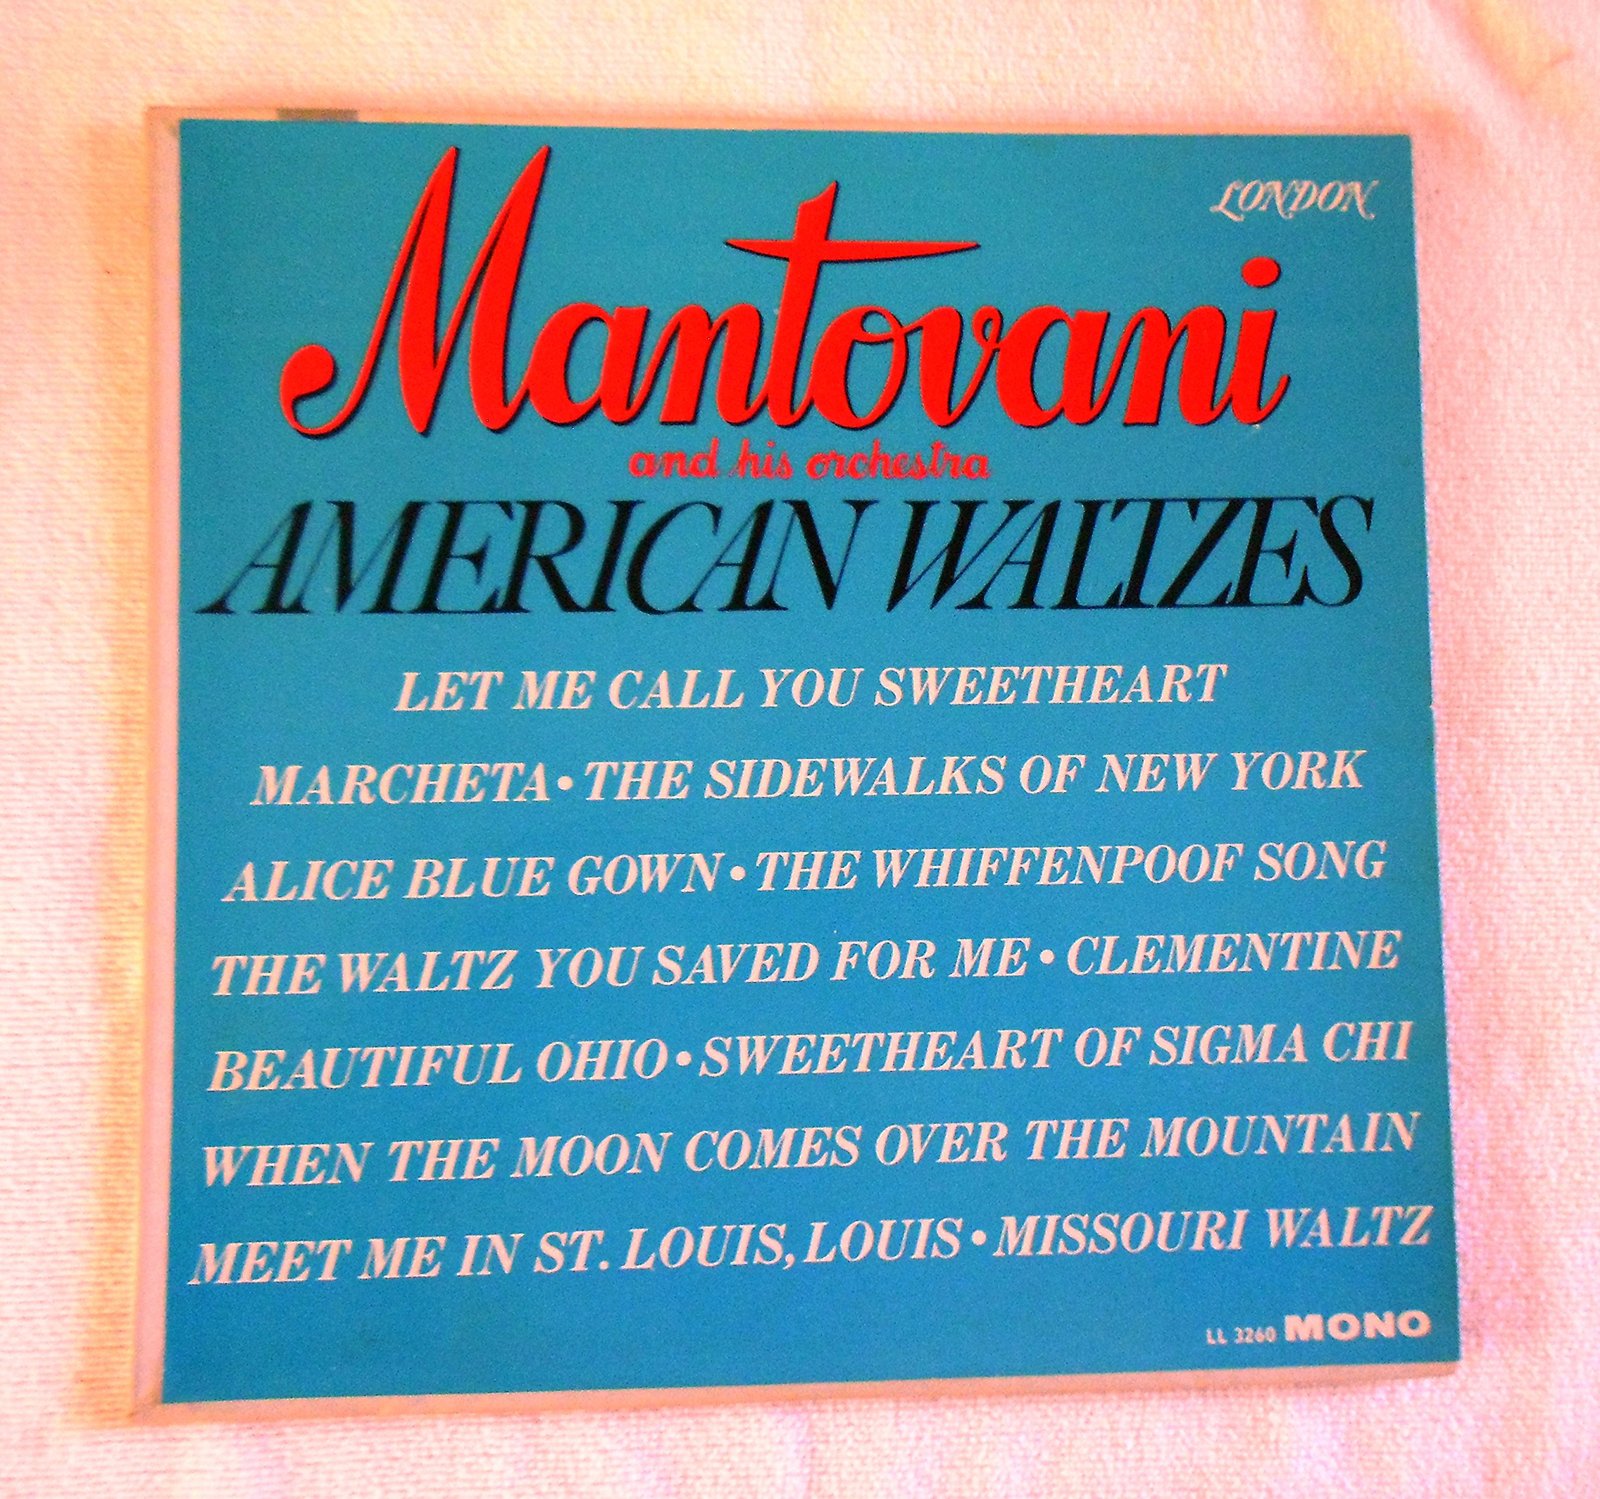 LONDON
Mantovani
and his orchestra
AMERICAN WALTZES
LET ME CALL YOU SWEETHEART
MARCHETA • THE SIDEWALKS OF NEW YORK
ALICE BLUE GOWN • THE WHIFFENPOOF SONG
THE WALTZ YOU SAVED FOR ME • CLEMENTINE
BEAUTIFUL OHIO • SWEETHEART OF SIGMA CHI
WHEN THE MOON COMES OVER THE MOUNTAIN
MEET ME IN ST. LOUIS, LOUIS • MISSOURI WALTZ
LL 3260 MONO